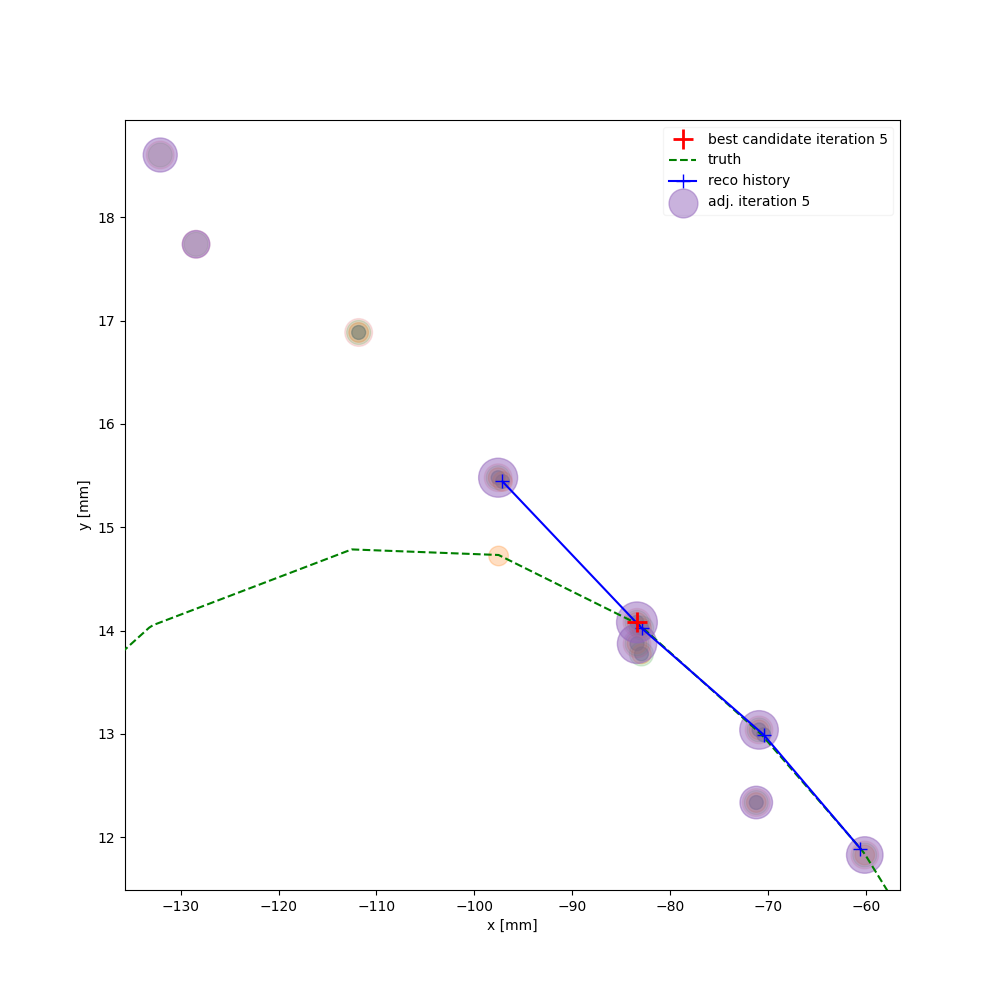 best candidate iteration 5
truth
reco history
adj. iteration 5
18
17
16
15
14
13
12
y [mm]
−130
−120
−110
−100
−90
−80
−70
−60
x [mm]